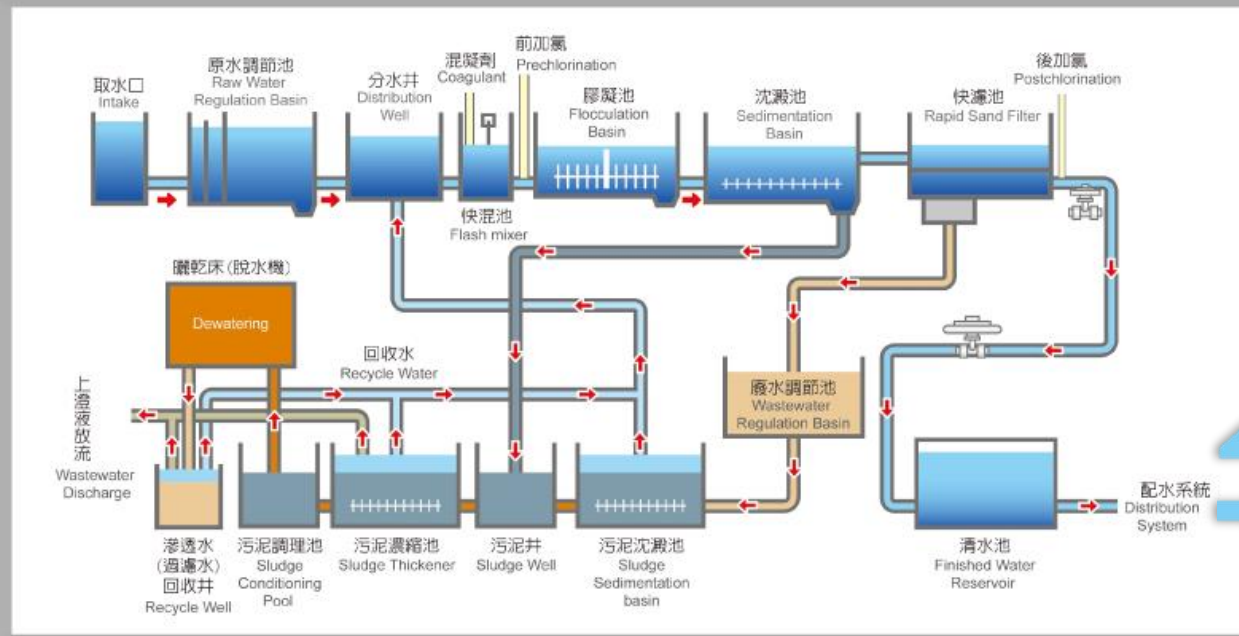 取水口
Intake
原水調節池
Raw Water
Regulation Basin
分水井
Distribution
Well
混凝劑
Coagulant
前加氯
Prechlorination
膠凝池
Flocculation
Basin
沈澱池
Sedimentation
Basin
快濾池
Rapid Sand Filter
後加氯
Postchlorination
快混池
Flash mixer
曬乾床(脫水機)
Dewatering
回收水
Recycle Water
廢水調節池
Wastewater
Regulation Basin
上澄液放流
Wastewater
Discharge
滲透水
(過濾水)
回收井
Recycle Well
污泥調理池
Sludge
Conditioning
Pool
污泥濃縮池
Sludge Thickener
污泥井
Sludge Well
污泥沈澱池
Sludge
Sedimentation
basin
清水池
Finished Water
Reservoir
配水系統
Distribution
System